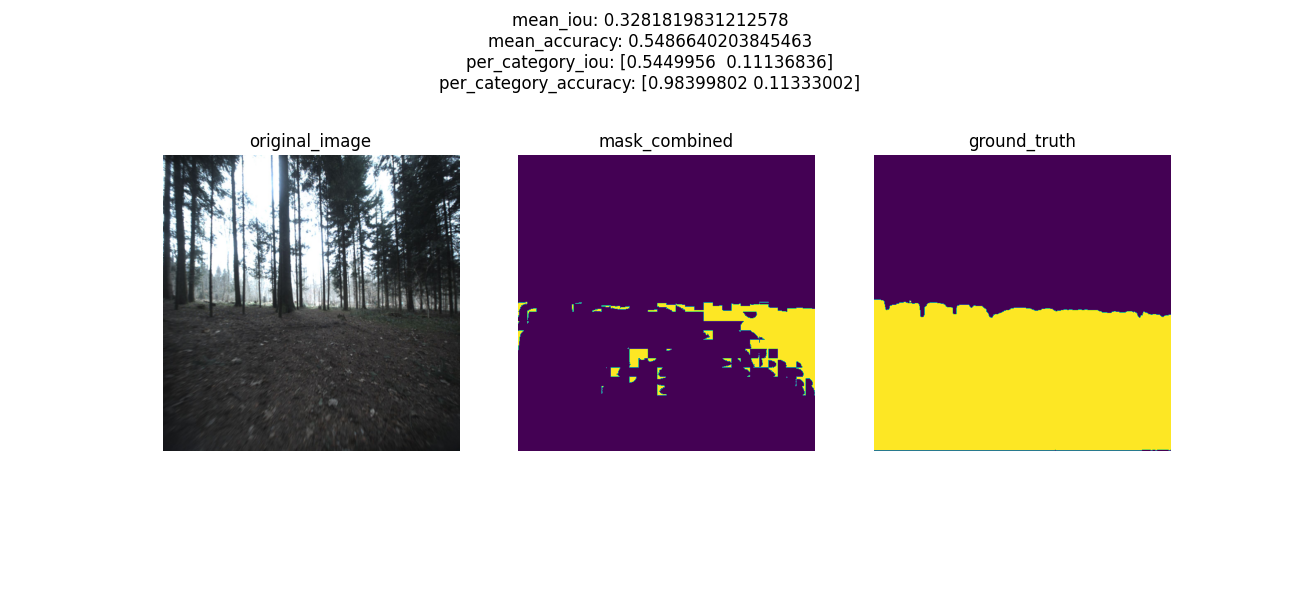 mean_iou: 0.3281819831212578
mean_accuracy: 0.5486640203845463
per_category_iou: [0.5449956  0.11136836]
per_category_accuracy: [0.98399802 0.11333002]
original_image
mask_combined
ground_truth